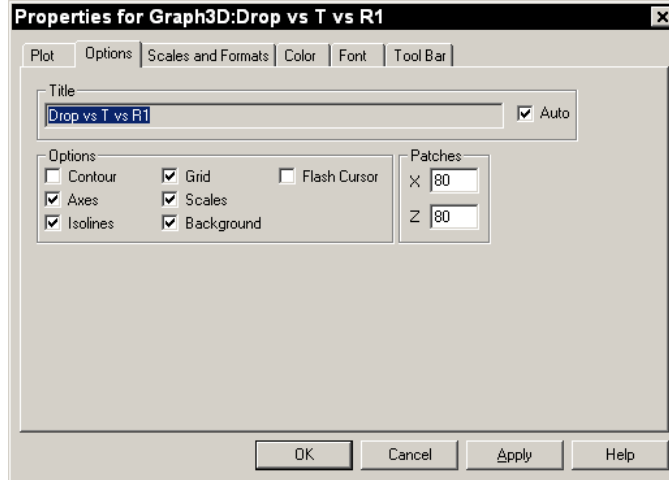 Properties for Graph3D:Drop vs T vs R1
Plot Options Scales and Formats Color Font Tool Bar
Title
Drop vs T vs R1 Auto
Options Patches
Contour Grid Flash Cursor X 80
Axes Scales
Isolines Background Z 80
OK Cancel Apply Help